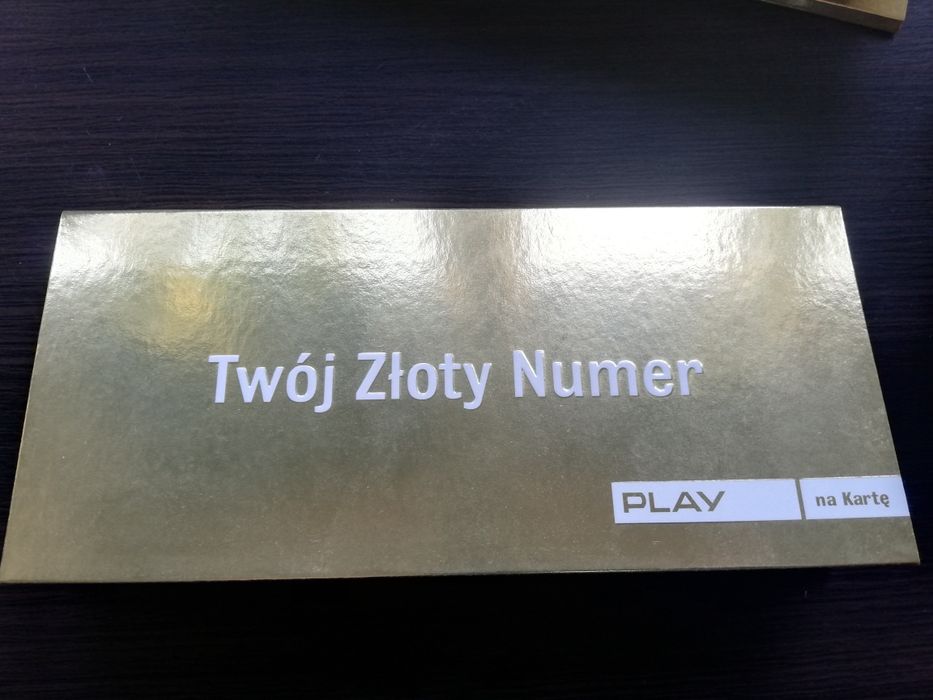 Twój Złoty Numer
PLAY na Kartę